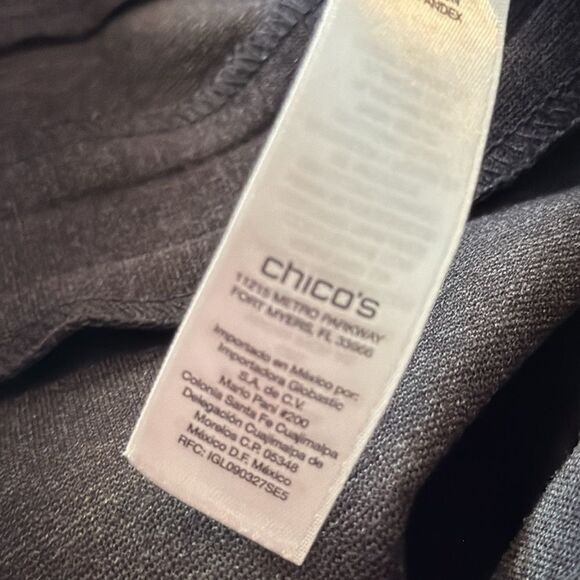 ANDEX
chico's
11215 METRO PARKWAY
FORT MYERS, FL 33966
Importado en México por:
Importadora Globastic
S.A. de C.V.
Mario Pani #200
Colonia Santa Fe Cuajimalpa
Delegación Cuajimalpa de
Morelos C.P. 05348
México D.F. México
RFC: IGL090327SE5